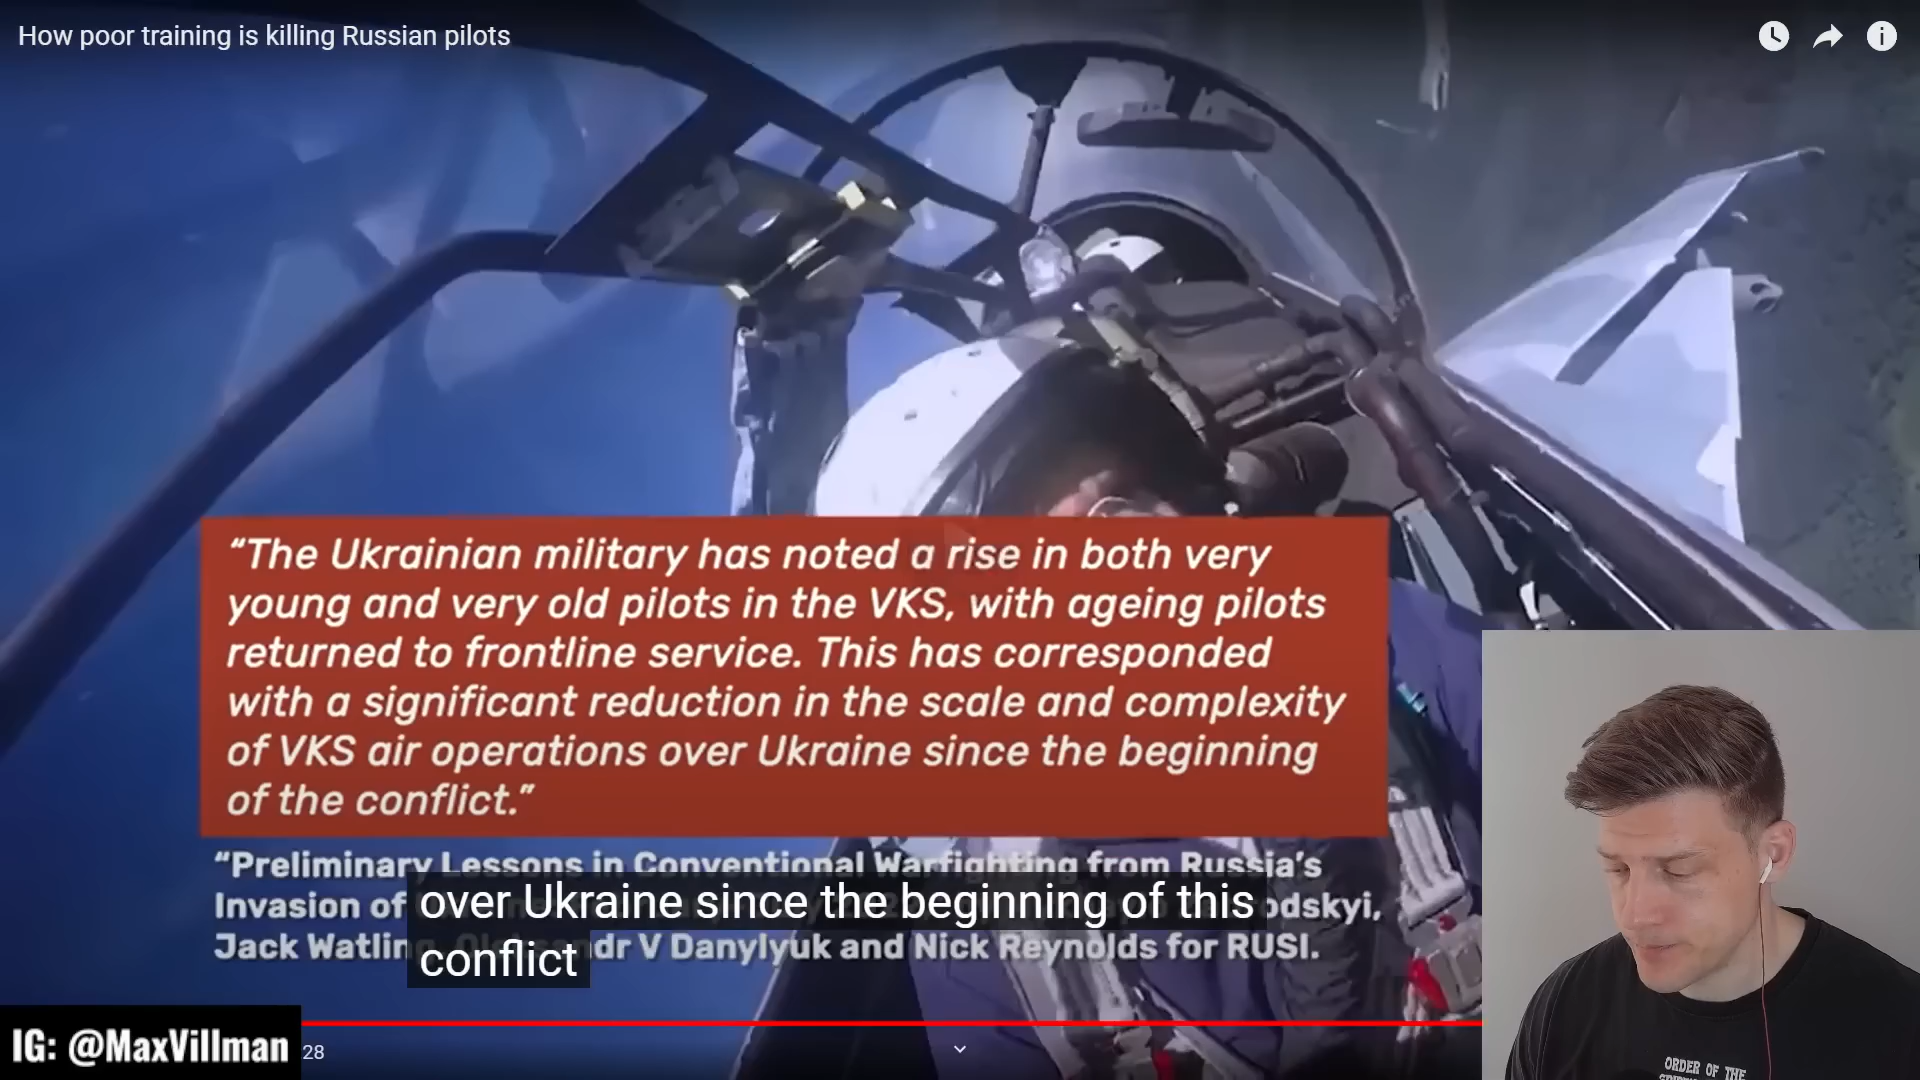 How poor training is killing Russian pilots
“The Ukrainian military has noted a rise in both very
young and very old pilots in the VKS, with ageing pilots
returned to frontline service. This has corresponded
with a significant reduction in the scale and complexity
of VKS air operations over Ukraine since the beginning
of the conflict.”
“Preliminary Lessons in Conventional Warfighting from Russia’s
Invasion of
Jack Watling V Danylyuk and Nick Reynolds for RUSI.
over Ukraine since the beginning of this
conflict
IG: @MaxVillman
28
ORDER OF THE